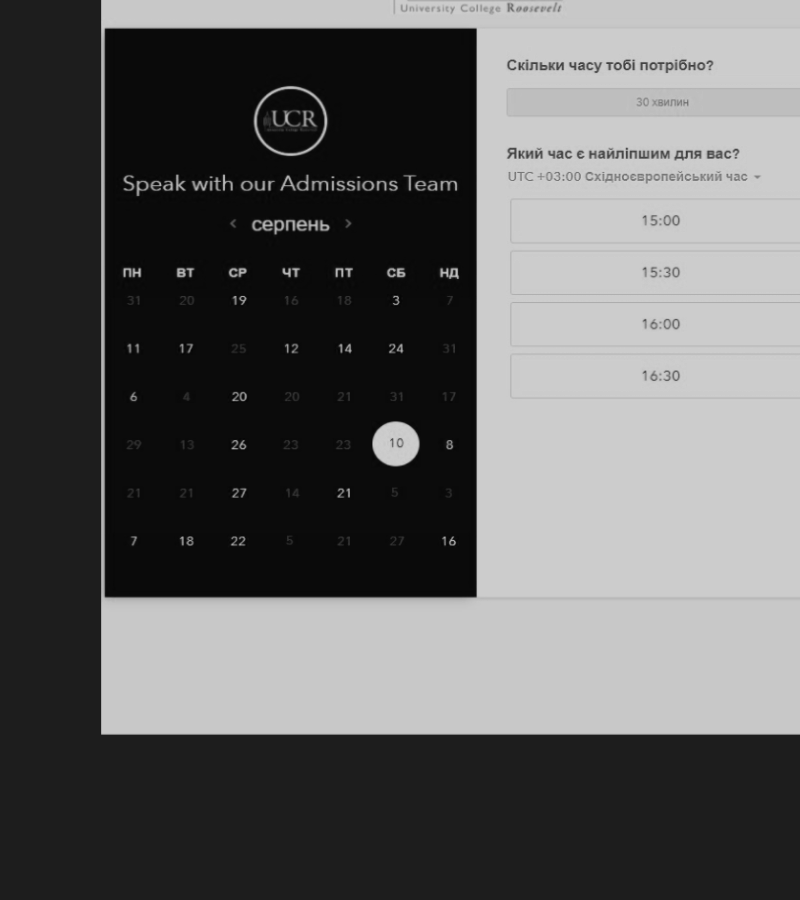 University College Roosevelt
UCR
Speak with our Admissions Team
< серпень >
ПН ВТ СР ЧТ ПТ СБ НД
31 20 19 16 18 3 7
11 17 25 12 14 24 31
6 4 20 20 21 31 17
29 13 26 23 23 10 8
21 21 27 14 21 5 3
7 18 22 5 21 27 16
Скільки часу тобі потрібно?
30 хвилин
Який час є найліпшим для вас?
UTC +03:00 Східноєвропейський час
15:00
15:30
16:00
16:30